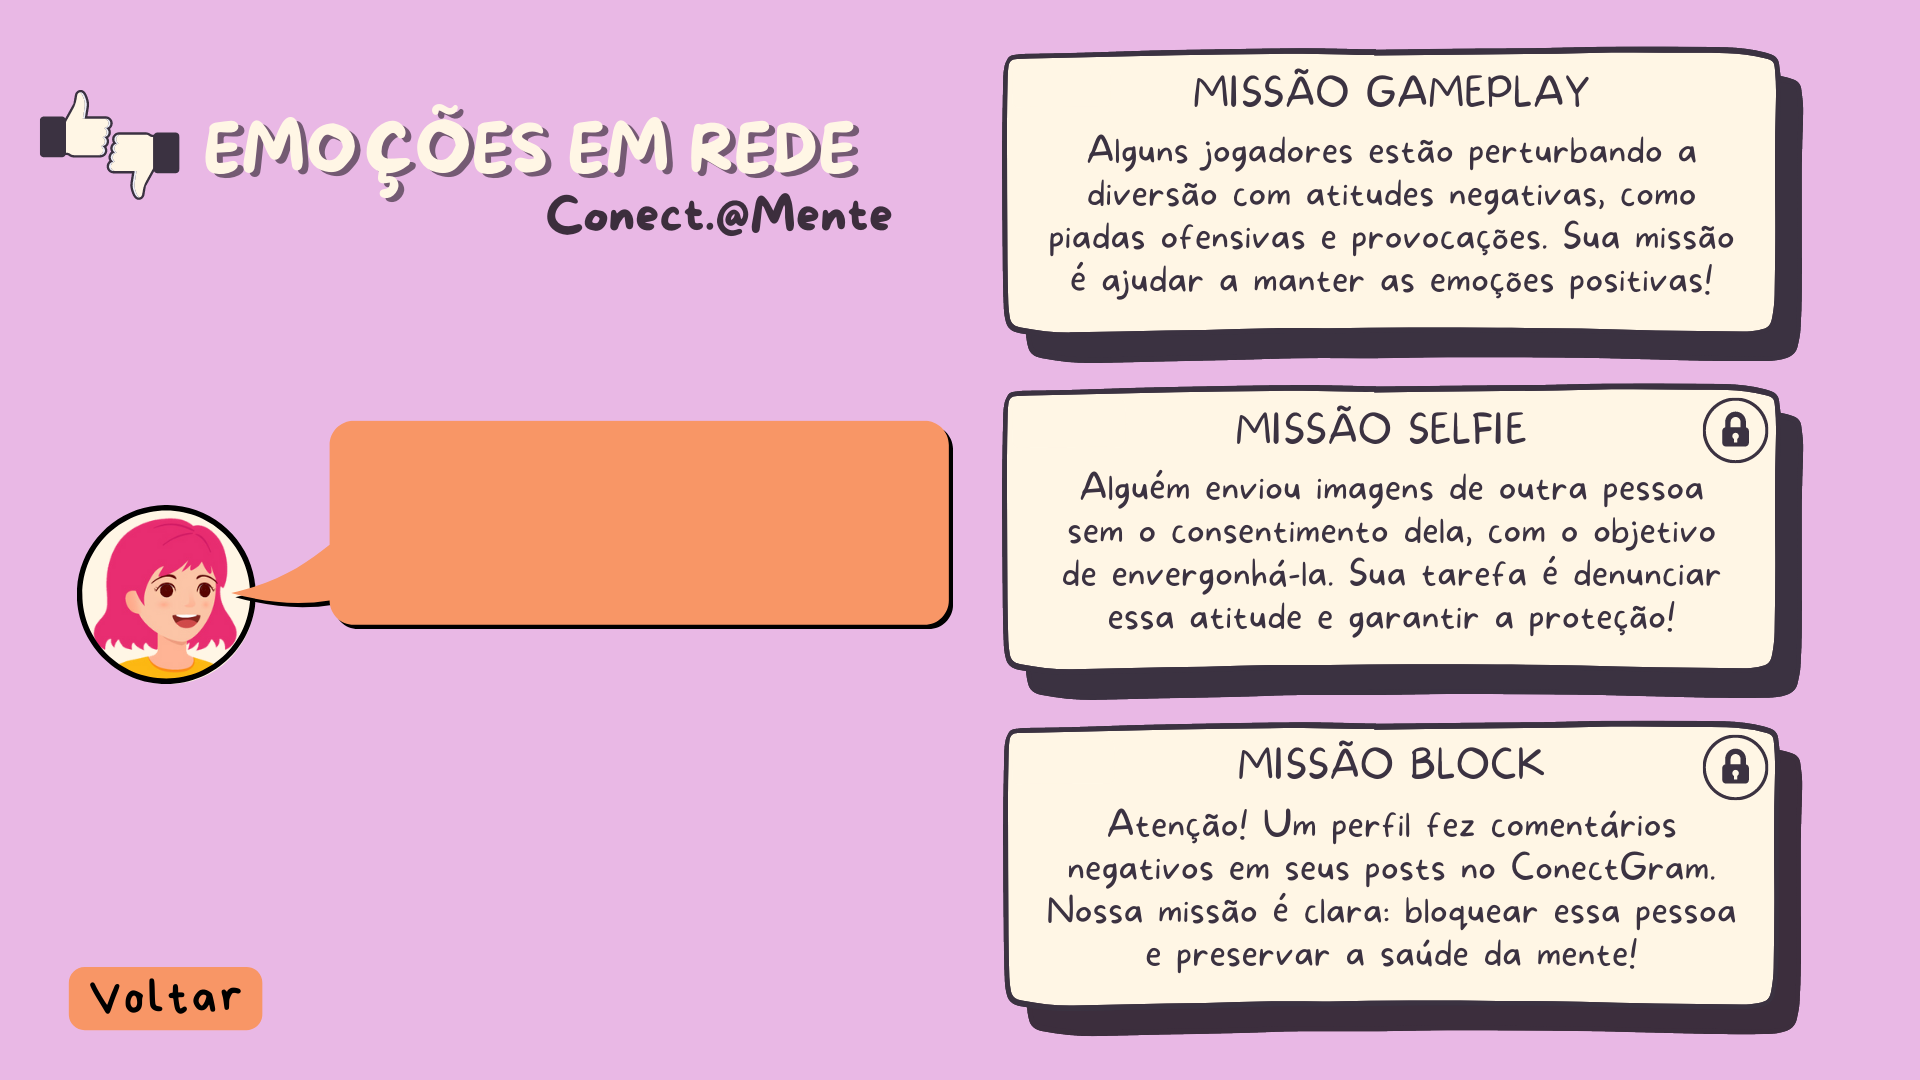 EMOÇÕES EM REDE
Conect.@Mente
MISSÃO GAMEPLAY
Alguns jogadores estão perturbando a
diversão com atitudes negativas, como
piadas ofensivas e provocações. Sua missão
é ajudar a manter as emoções positivas!
MISSÃO SELFIE
Alguém enviou imagens de outra pessoa
sem o consentimento dela, com o objetivo
de envergonhá-la. Sua tarefa é denunciar
essa atitude e garantir a proteção!
MISSÃO BLOCK
Atenção! Um perfil fez comentários
negativos em seus posts no ConectGram.
Nossa missão é clara: bloquear essa pessoa
e preservar a saúde da mente!
Voltar